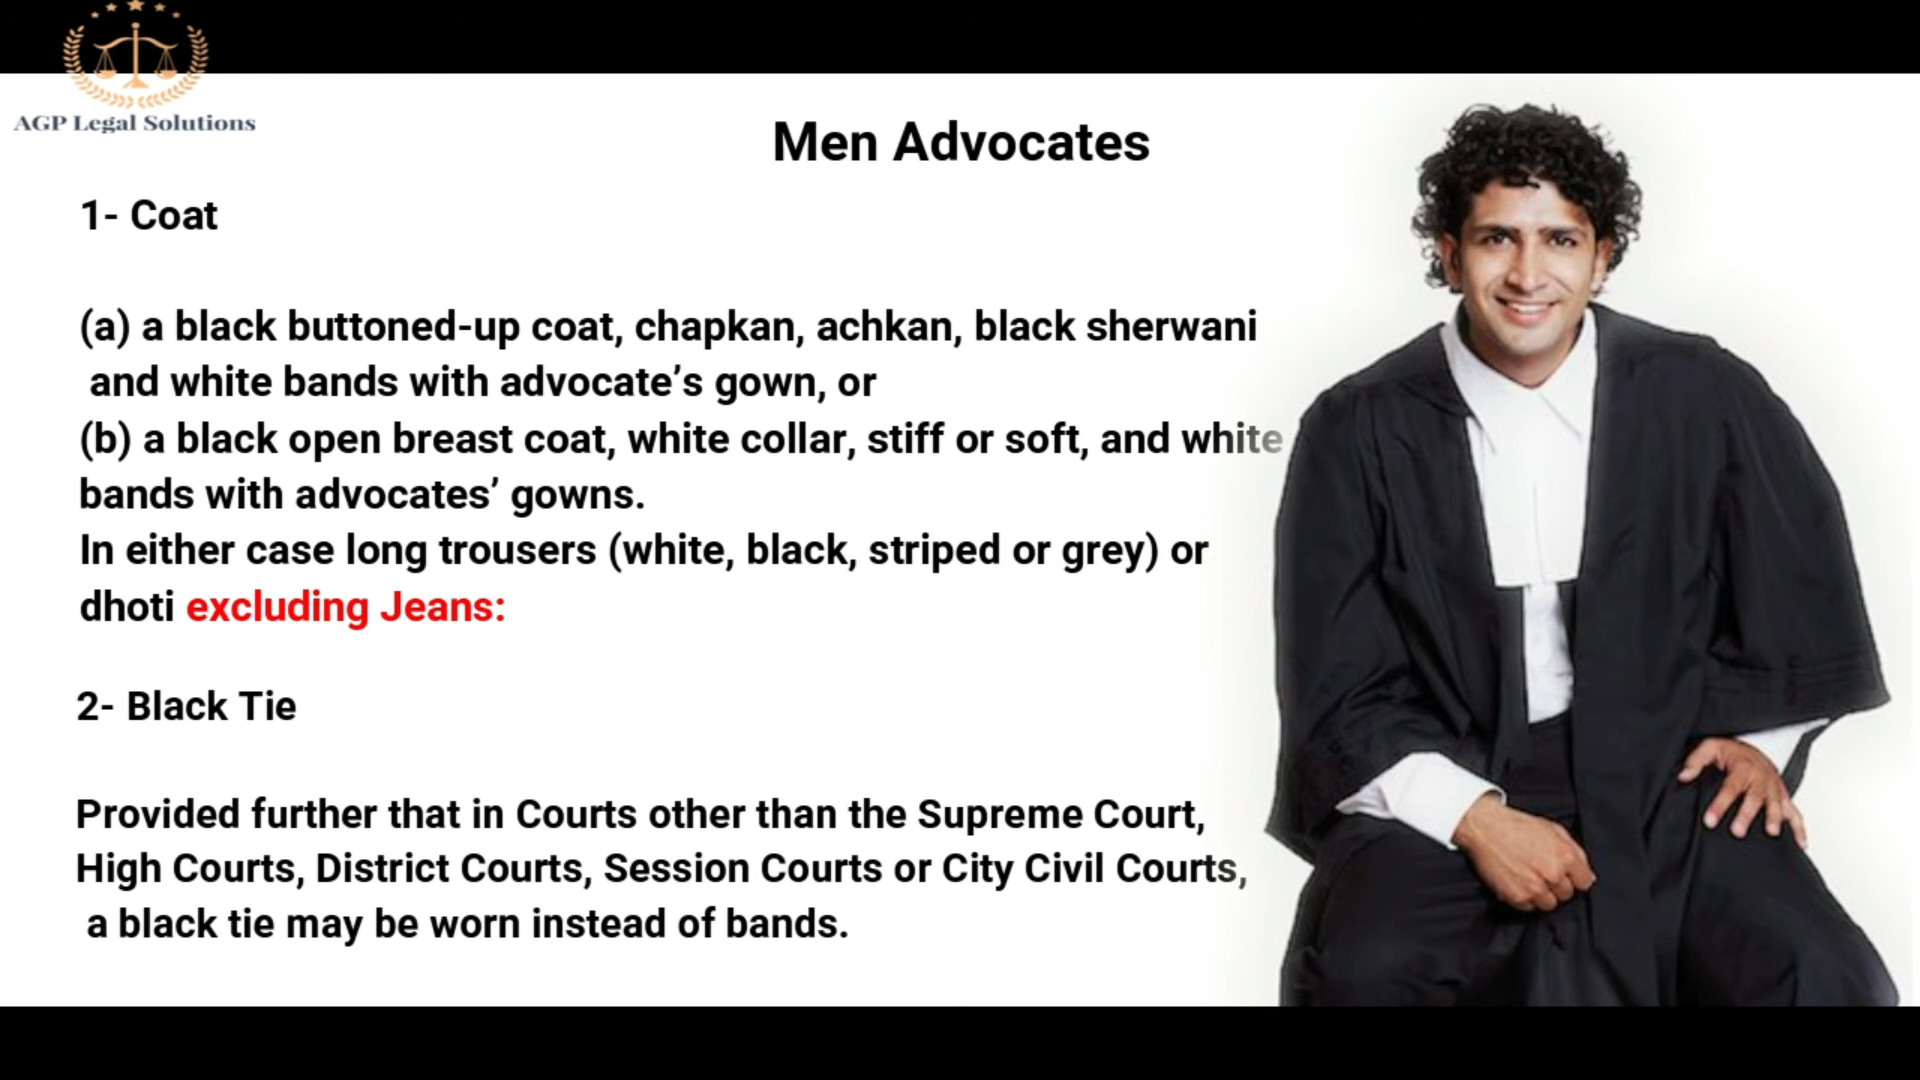 AGP Legal Solutions
Men Advocates
1- Coat
(a) a black buttoned-up coat, chapkan, achkan, black sherwani
and white bands with advocate’s gown, or
(b) a black open breast coat, white collar, stiff or soft, and white
bands with advocates’ gowns.
In either case long trousers (white, black, striped or grey) or
dhoti excluding Jeans:
2- Black Tie
Provided further that in Courts other than the Supreme Court,
High Courts, District Courts, Session Courts or City Civil Courts,
a black tie may be worn instead of bands.